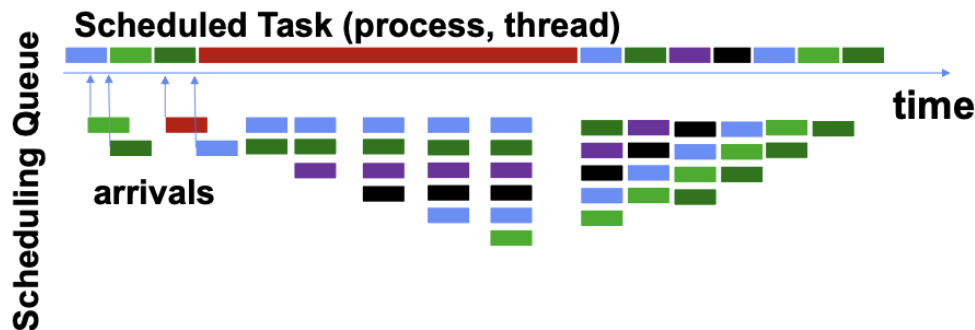 Scheduled Task (process, thread)
Scheduling Queue
time
arrivals